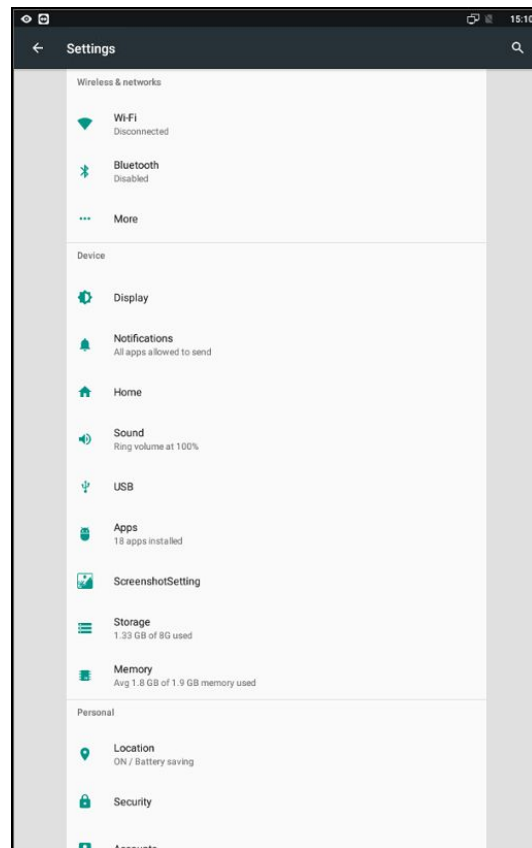 15:10
Settings
Wireless & networks
Wi-Fi
Disconnected
Bluetooth
Disabled
More
Device
Display
Notifications
All apps allowed to send
Home
Sound
Ring volume at 100%
USB
Apps
18 apps installed
ScreenshotSetting
Storage
1.33 GB of 8G used
Memory
Avg 1.8 GB of 1.9 GB memory used
Personal
Location
ON / Battery saving
Security
Accounts